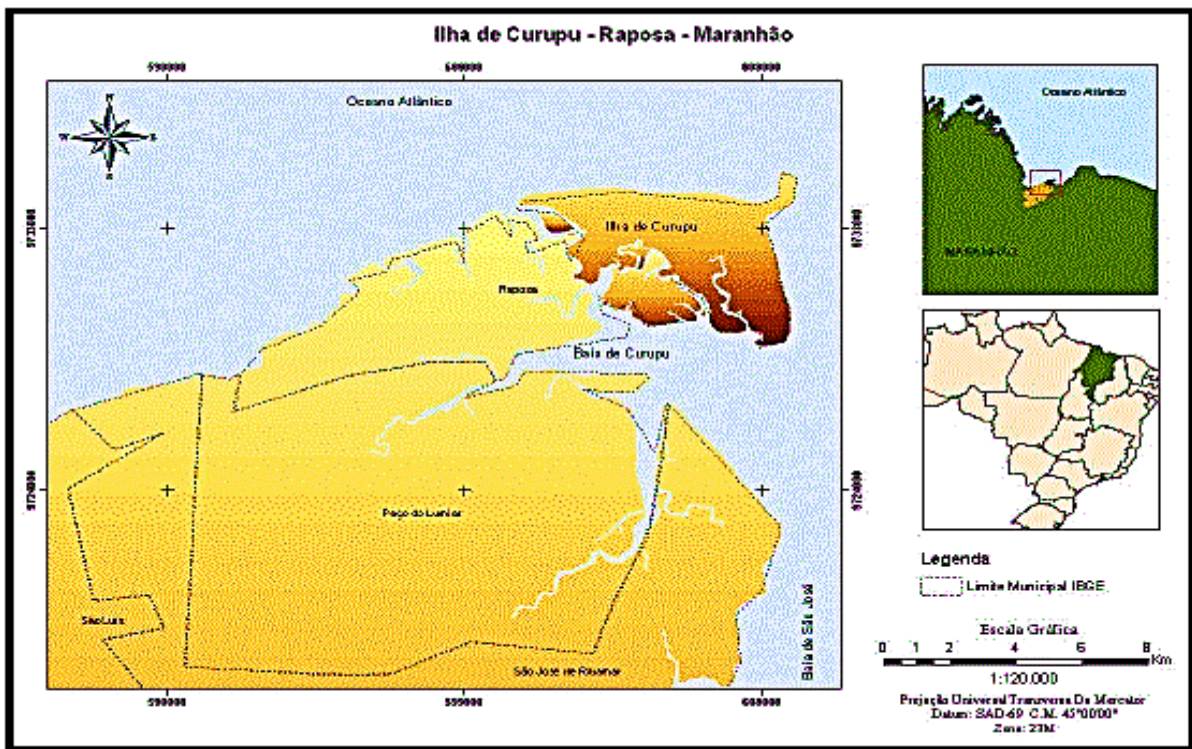 Ilha de Curupu - Raposa - Maranhão
Oceano Atlântico
N
W
E
S
Ilha de Curupu
Raposa
Baía de Curupu
Paço do Lumiar
São Luís
São José de Ribamar
Baía de São José
Oceano Atlântico
MARANHÃO
Legenda
Limite Municipal IBGE
Escala Gráfica
0 1 2 4 6 8
Km
1:120.000
Projeção Universal Transversa De Mercator
Datum: SAD-69 C.M. 45°00'00"
Zona: 23M